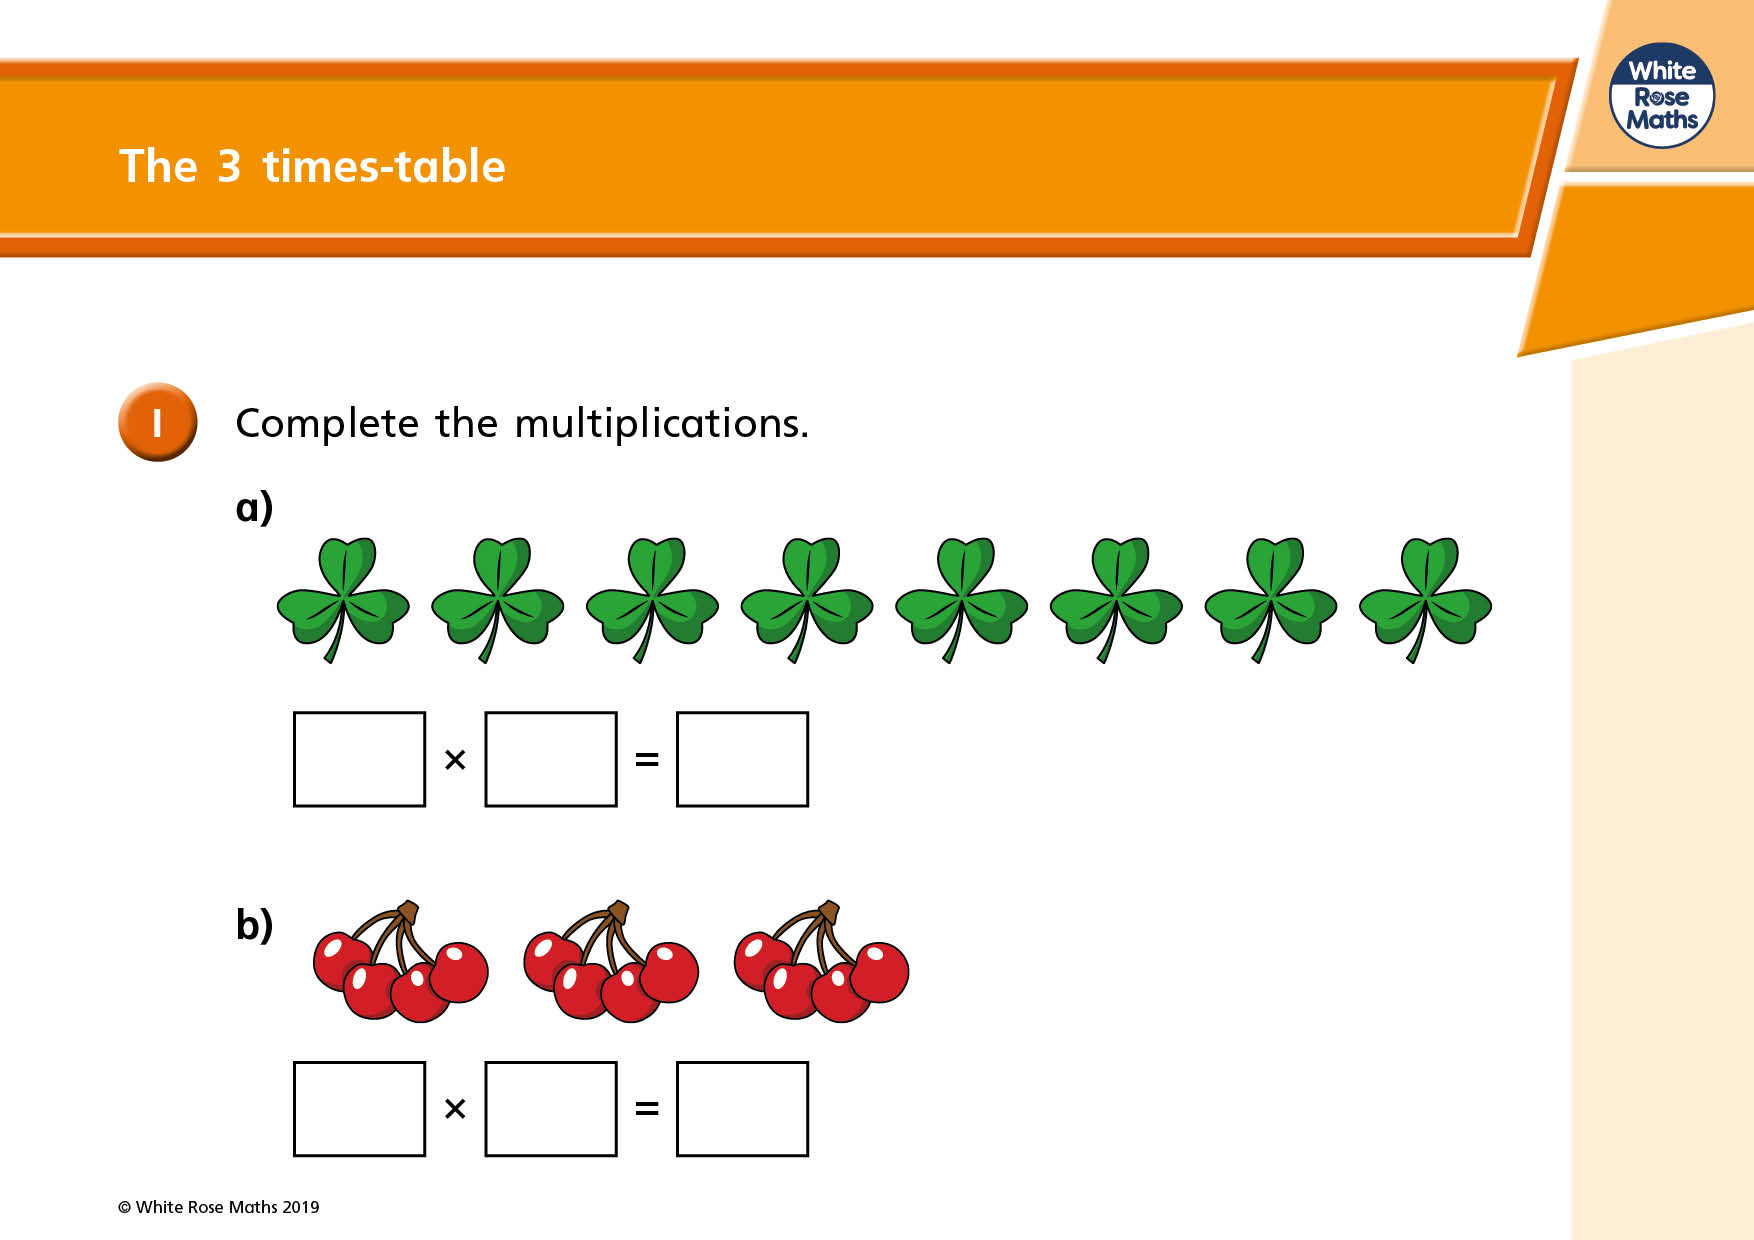 White
Rose
Maths
The 3 times-table
1 Complete the multiplications.
a)
× =
b)
× =
© White Rose Maths 2019